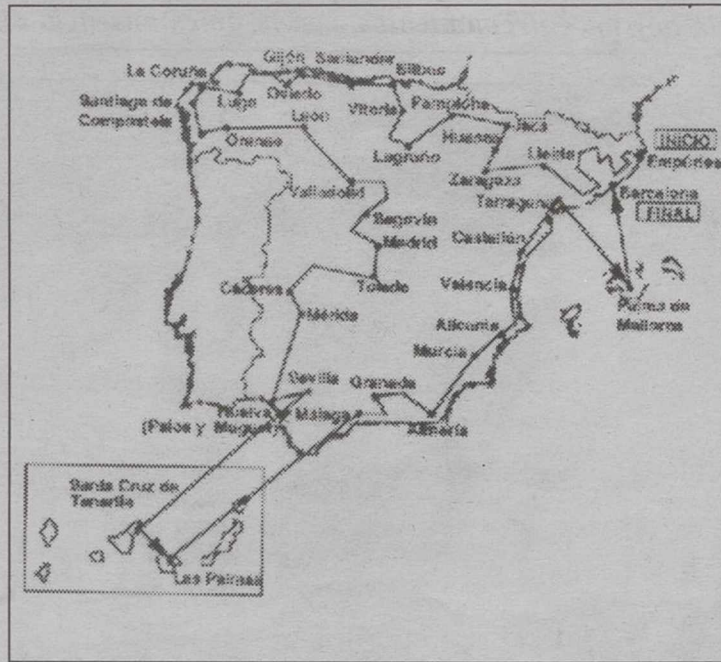 Gijón Santander
La Coruña
Bilbao
Oviedo
Lugo
Santiago de
Compostela
Vitoria
Pamplona
León
Jaca
INICIO
Huesca
Orense
Logroño
Lleida
Empúries
Zaragoza
Valladolid
Barcelona
Tarragona
FINAL
Segovia
Madrid
Castellón
Cáceres
Toledo
Valencia
Palma de
Mallorca
Mérida
Alicante
Murcia
Sevilla
Granada
Huelva
Málaga
(Palos y Moguer)
Almería
Santa Cruz de
Tenerife
Las Palmas